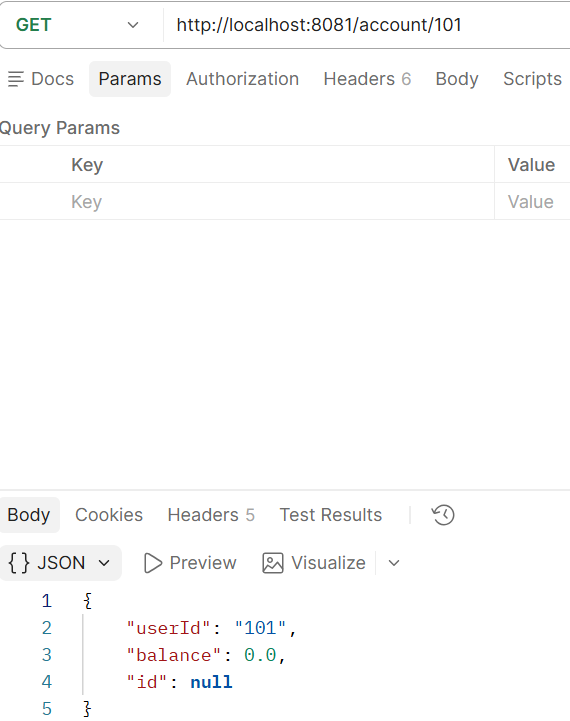 GET http://localhost:8081/account/101
Docs Params Authorization Headers 6 Body Scripts
Query Params
Key Value
Key Value
Body Cookies Headers 5 Test Results
{} JSON Preview Visualize
1 {
2 "userId": "101",
3 "balance": 0.0,
4 "id": null
5 }